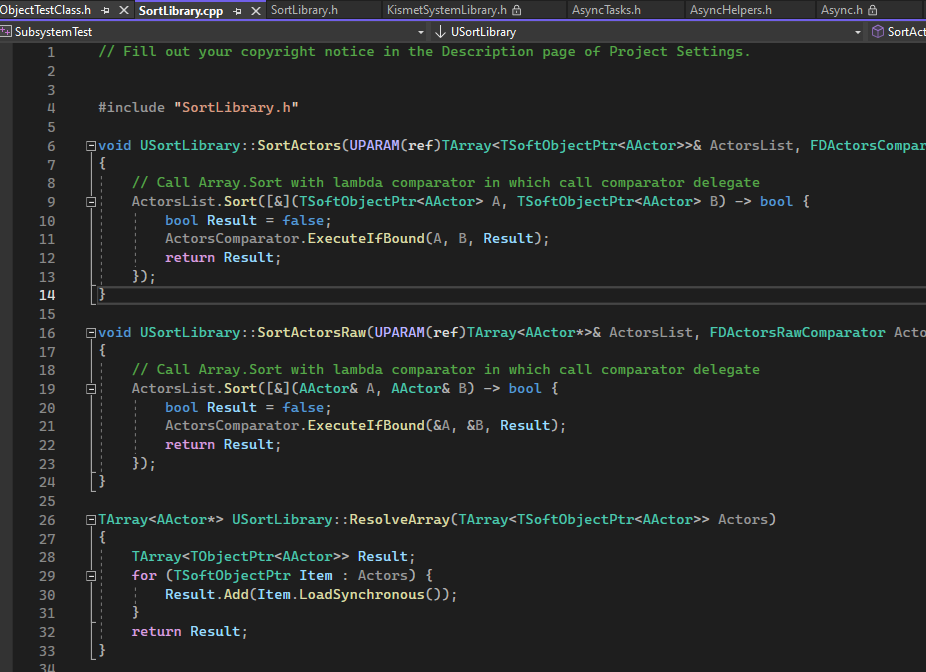 ObjectTestClass.h SortLibrary.cpp SortLibrary.h KismetSystemLibrary.h AsyncTasks.h AsyncHelpers.h Async.h
SubsystemTest USortLibrary SortAct
1 // Fill out your copyright notice in the Description page of Project Settings.
2
3
4 #include "SortLibrary.h"
5
6 void USortLibrary::SortActors(UPARAM(ref)TArray<TSoftObjectPtr<AActor>>& ActorsList, FDActorsCompar
7 {
8 // Call Array.Sort with lambda comparator in which call comparator delegate
9 ActorsList.Sort([&](TSoftObjectPtr<AActor> A, TSoftObjectPtr<AActor> B) -> bool {
10 bool Result = false;
11 ActorsComparator.ExecuteIfBound(A, B, Result);
12 return Result;
13 });
14 }
15
16 void USortLibrary::SortActorsRaw(UPARAM(ref)TArray<AActor*>& ActorsList, FDActorsRawComparator Acto
17 {
18 // Call Array.Sort with lambda comparator in which call comparator delegate
19 ActorsList.Sort([&](AActor& A, AActor& B) -> bool {
20 bool Result = false;
21 ActorsComparator.ExecuteIfBound(&A, &B, Result);
22 return Result;
23 });
24 }
25
26 TArray<AActor*> USortLibrary::ResolveArray(TArray<TSoftObjectPtr<AActor>> Actors)
27 {
28 TArray<TObjectPtr<AActor>> Result;
29 for (TSoftObjectPtr Item : Actors) {
30 Result.Add(Item.LoadSynchronous());
31 }
32 return Result;
33 }
34